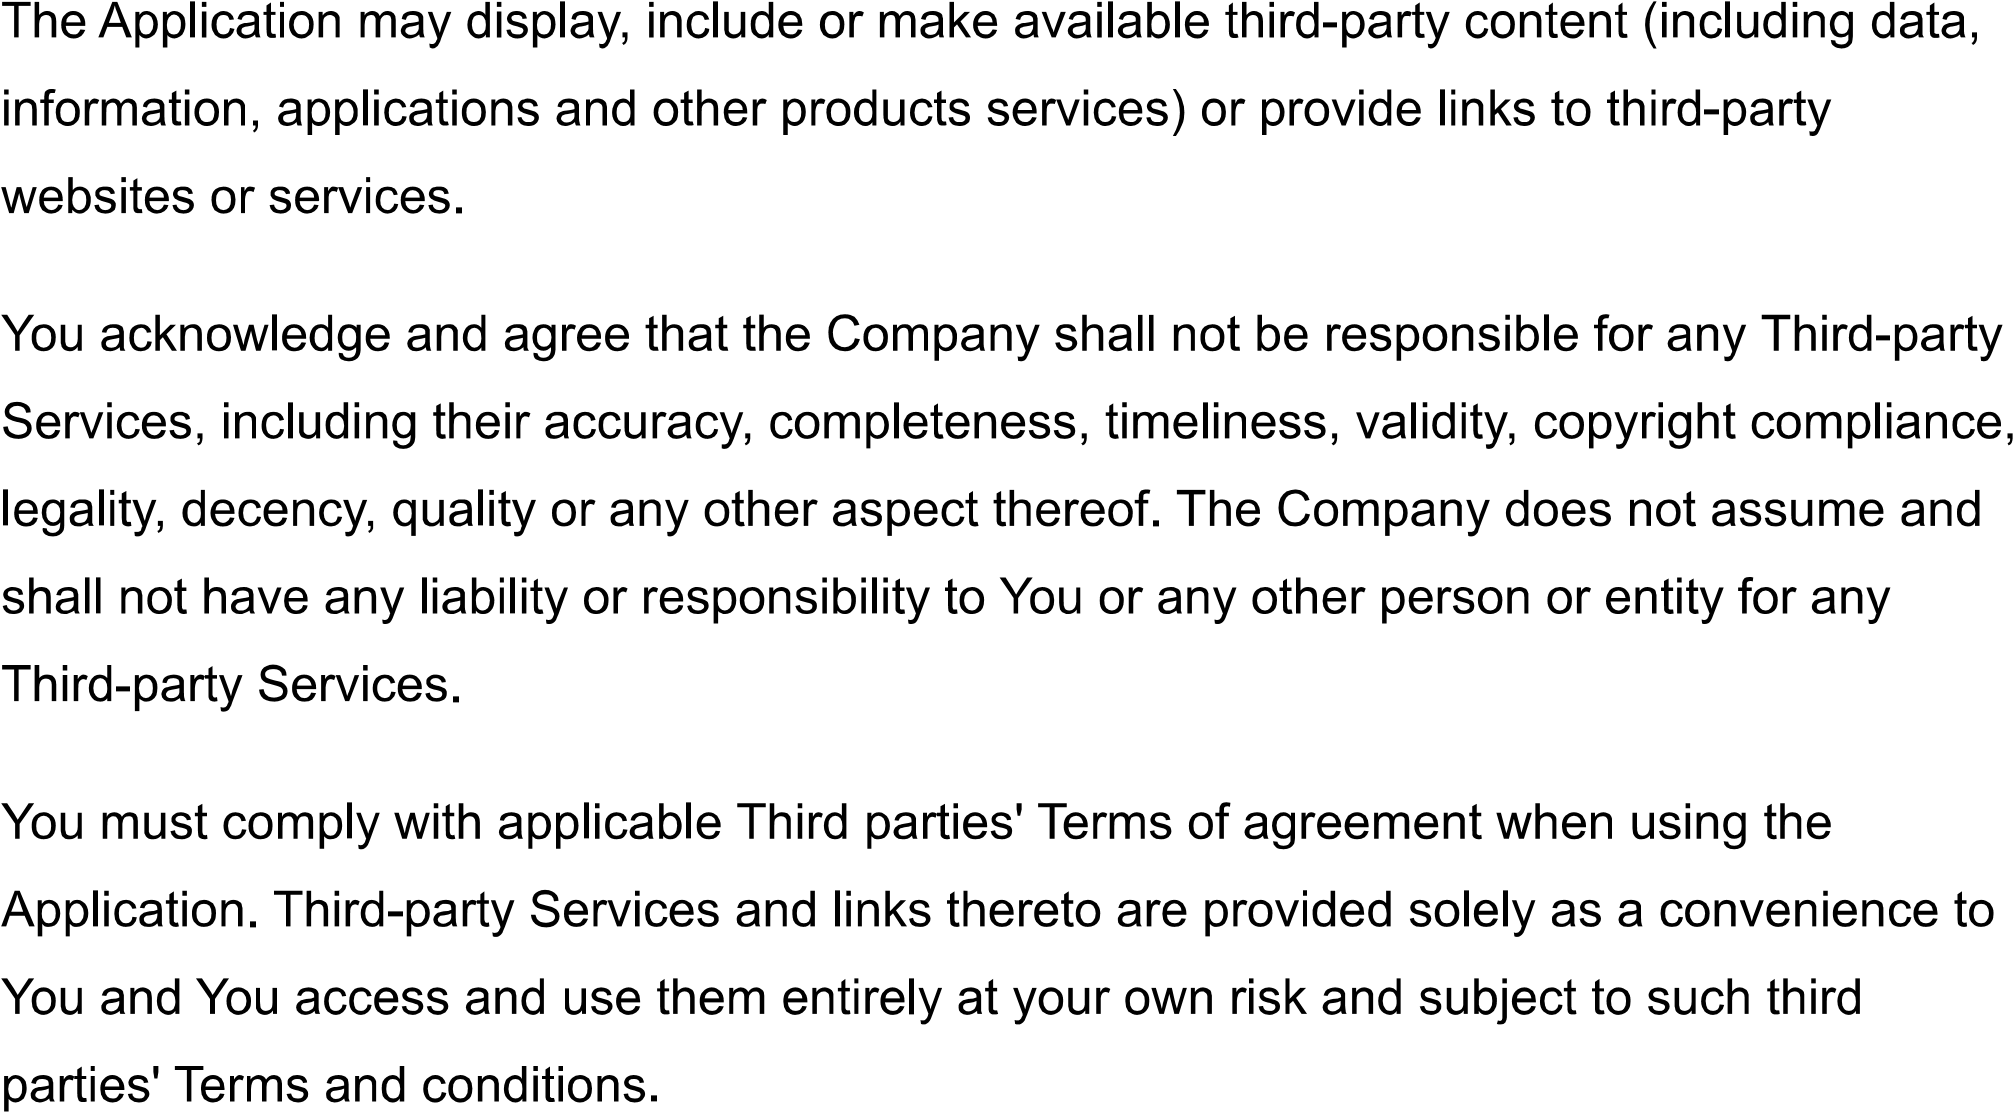 The Application may display, include or make available third-party content (including data,
information, applications and other products services) or provide links to third-party
websites or services.
You acknowledge and agree that the Company shall not be responsible for any Third-party
Services, including their accuracy, completeness, timeliness, validity, copyright compliance,
legality, decency, quality or any other aspect thereof. The Company does not assume and
shall not have any liability or responsibility to You or any other person or entity for any
Third-party Services.
You must comply with applicable Third parties' Terms of agreement when using the
Application. Third-party Services and links thereto are provided solely as a convenience to
You and You access and use them entirely at your own risk and subject to such third
parties' Terms and conditions.